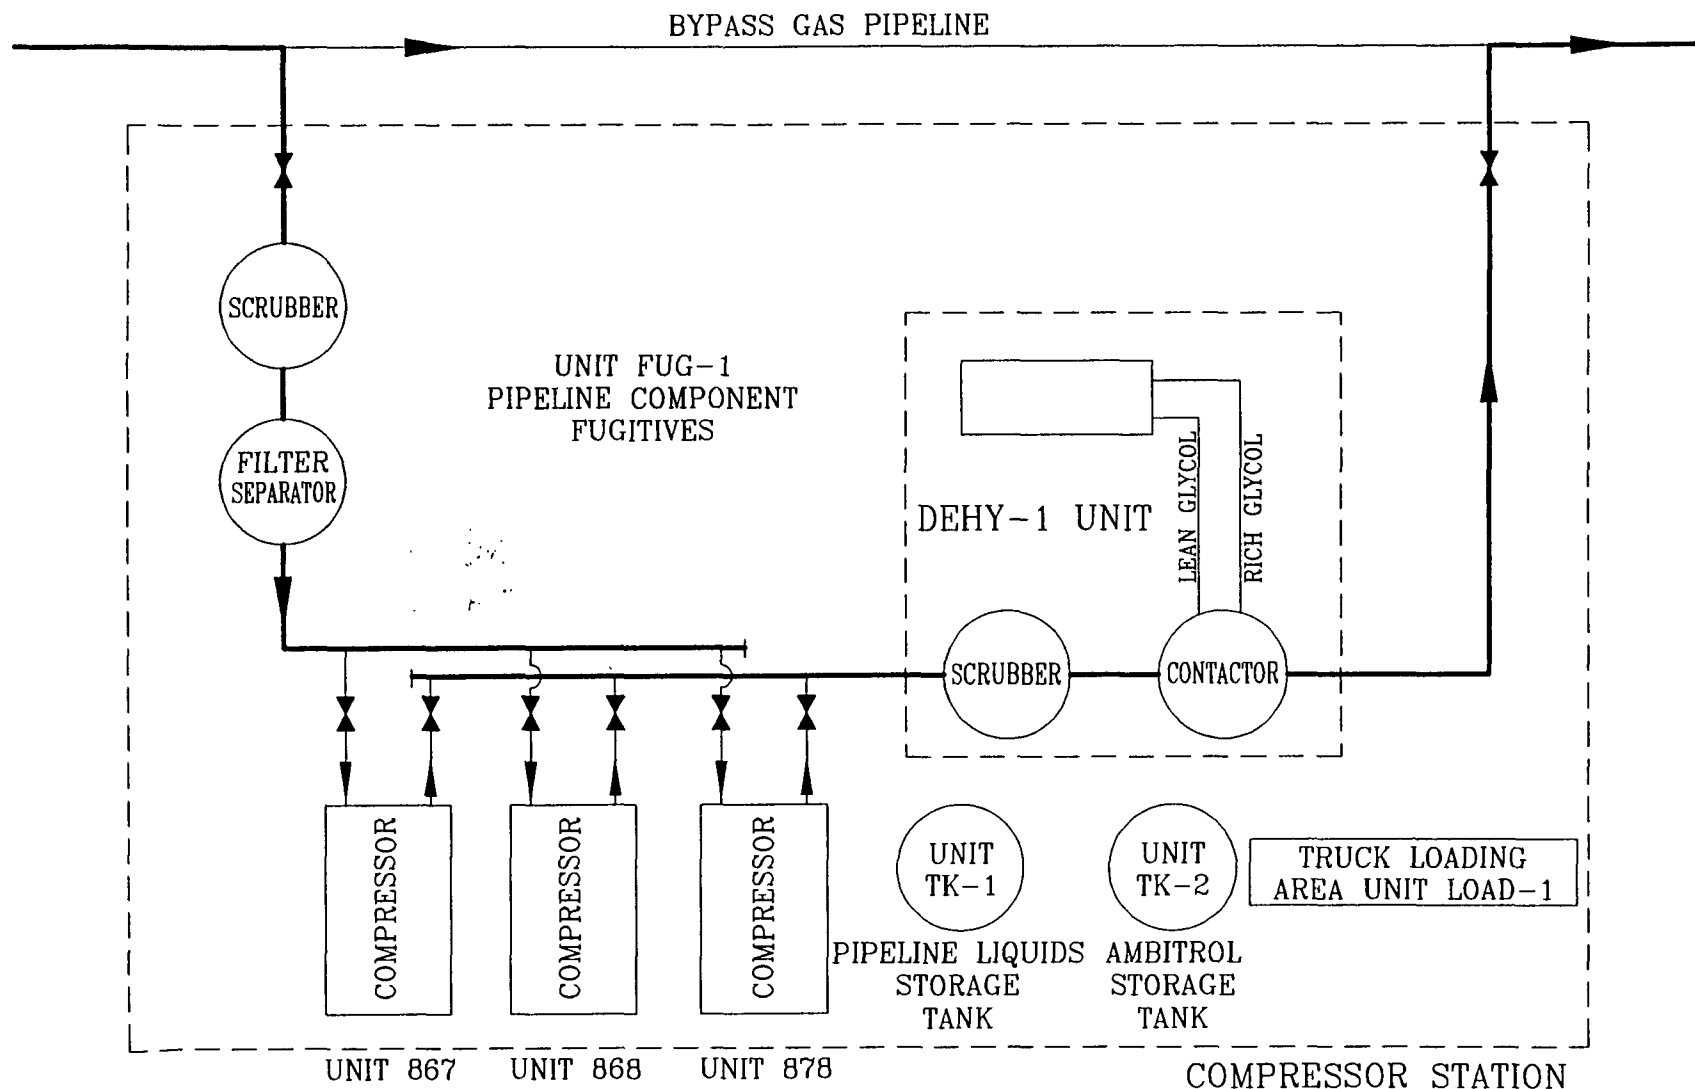 BYPASS GAS PIPELINE
SCRUBBER
FILTER
SEPARATOR
UNIT FUG-1
PIPELINE COMPONENT
FUGITIVES
DEHY-1 UNIT
LEAN GLYCOL
RICH GLYCOL
SCRUBBER
CONTACTOR
COMPRESSOR
COMPRESSOR
COMPRESSOR
UNIT
TK-1
PIPELINE LIQUIDS
STORAGE
TANK
UNIT
TK-2
AMBITROL
STORAGE
TANK
TRUCK LOADING
AREA UNIT LOAD-1
UNIT 867
UNIT 868
UNIT 878
COMPRESSOR STATION